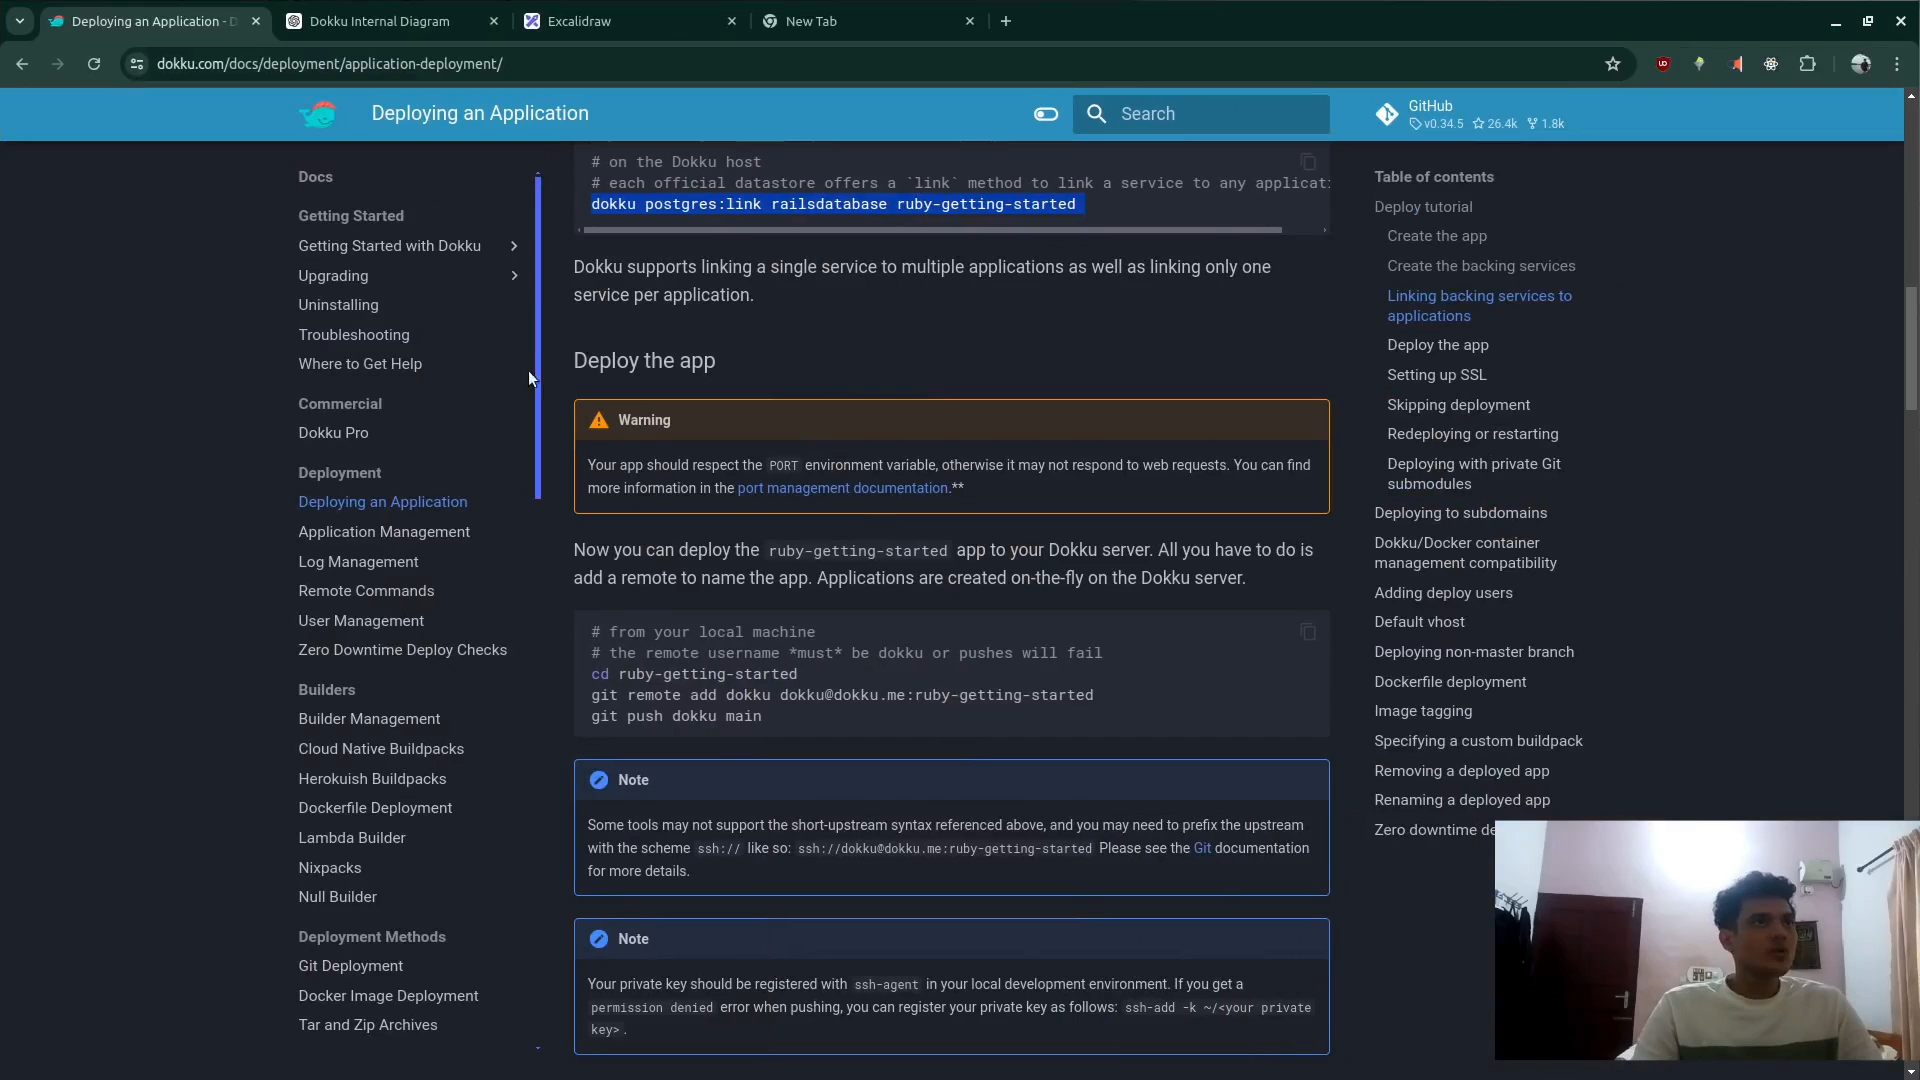 Deploying an Application - D
Dokku Internal Diagram
Excalidraw
New Tab
dokku.com/docs/deployment/application-deployment/
Deploying an Application
Search
GitHub
v0.34.5 26.4k 1.8k
Docs
Getting Started
Getting Started with Dokku
Upgrading
Uninstalling
Troubleshooting
Where to Get Help
Commercial
Dokku Pro
Deployment
Deploying an Application
Application Management
Log Management
Remote Commands
User Management
Zero Downtime Deploy Checks
Builders
Builder Management
Cloud Native Buildpacks
Herokuish Buildpacks
Dockerfile Deployment
Lambda Builder
Nixpacks
Null Builder
Deployment Methods
Git Deployment
Docker Image Deployment
Tar and Zip Archives
# on the Dokku host
# each official datastore offers a `link` method to link a service to any applicati
dokku postgres:link railsdatabase ruby-getting-started
Dokku supports linking a single service to multiple applications as well as linking only one
service per application.
Deploy the app
Warning
Your app should respect the PORT environment variable, otherwise it may not respond to web requests. You can find
more information in the port management documentation.**
Now you can deploy the ruby-getting-started app to your Dokku server. All you have to do is
add a remote to name the app. Applications are created on-the-fly on the Dokku server.
# from your local machine
# the remote username *must* be dokku or pushes will fail
cd ruby-getting-started
git remote add dokku dokku@dokku.me:ruby-getting-started
git push dokku main
Note
Some tools may not support the short-upstream syntax referenced above, and you may need to prefix the upstream
with the scheme ssh:// like so: ssh://dokku@dokku.me:ruby-getting-started Please see the Git documentation
for more details.
Note
Your private key should be registered with ssh-agent in your local development environment. If you get a
permission denied error when pushing, you can register your private key as follows: ssh-add -k ~/<your private
key>.
Table of contents
Deploy tutorial
Create the app
Create the backing services
Linking backing services to
applications
Deploy the app
Setting up SSL
Skipping deployment
Redeploying or restarting
Deploying with private Git
submodules
Deploying to subdomains
Dokku/Docker container
management compatibility
Adding deploy users
Default vhost
Deploying non-master branch
Dockerfile deployment
Image tagging
Specifying a custom buildpack
Removing a deployed app
Renaming a deployed app
Zero downtime de